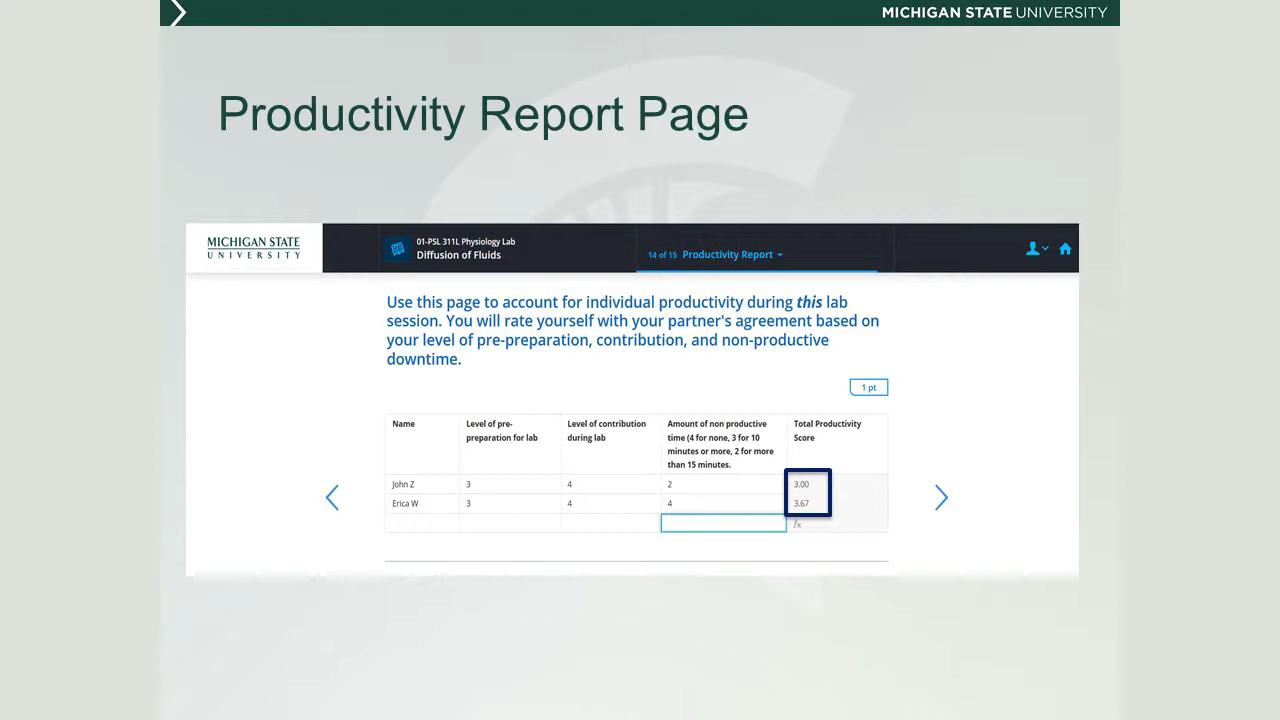 MICHIGAN STATE UNIVERSITY
Productivity Report Page
MICHIGAN STATE
UNIVERSITY
01-PSL 311L Physiology Lab
Diffusion of Fluids
14 of 15 Productivity Report
Use this page to account for individual productivity during this lab
session. You will rate yourself with your partner's agreement based on
your level of pre-preparation, contribution, and non-productive
downtime.
1 pt
Name
Level of pre-
preparation for lab
Level of contribution
during lab
Amount of non productive
time (4 for none, 3 for 10
minutes or more, 2 for more
than 15 minutes.
Total Productivity
Score
John Z 3 4 2 3.00
Erica W 3 4 4 3.67
fx